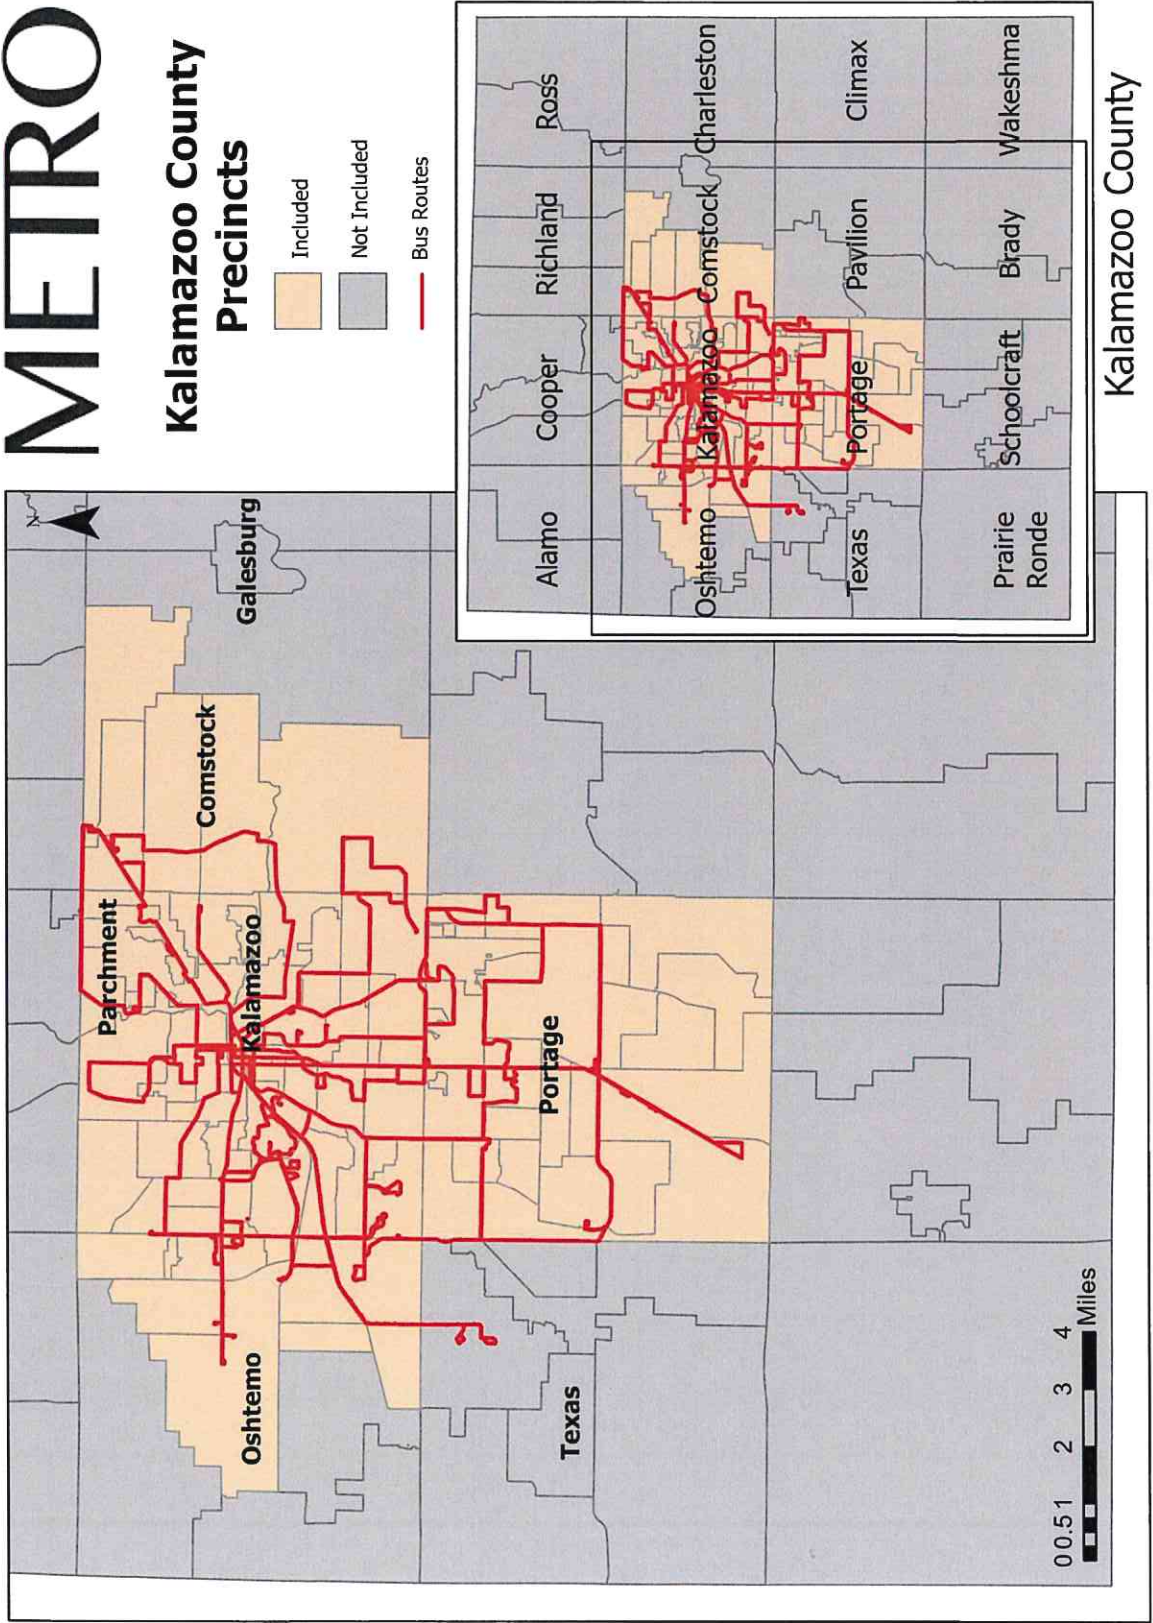 METRO
Kalamazoo County
Precincts
Included
Not Included
Bus Routes
N
Galesburg
Comstock
Parchment
Kalamazoo
Portage
Oshtemo
Texas
0 0.5 1 2 3 4
Miles
Alamo
Cooper
Richland
Ross
Oshtemo
Kalamazoo
Comstock
Charleston
Texas
Portage
Pavilion
Climax
Prairie
Ronde
Schoolcraft
Brady
Wakeshma
Kalamazoo County